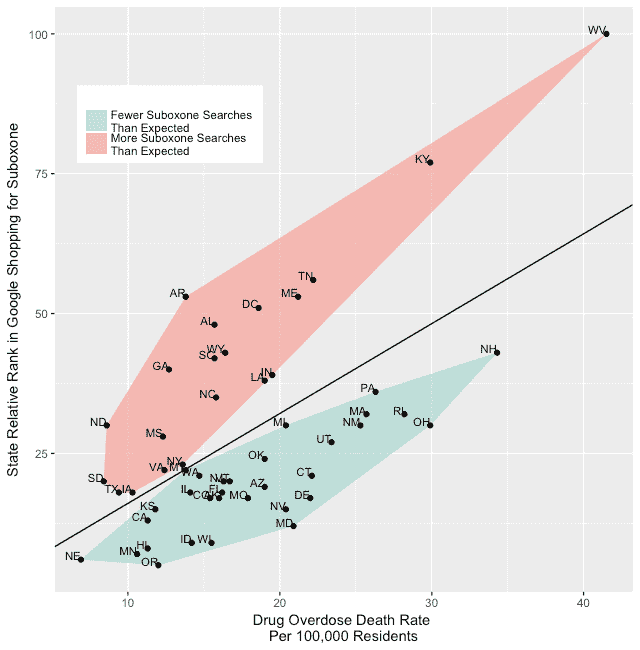 WV
100
Fewer Suboxone Searches
Than Expected
More Suboxone Searches
Than Expected
KY
75
TN
AR
ME
DC
50
AL
WY
SC
NH
GA
IN
LA
PA
NC
MA
RI
ND
MI
NM
OH
MS
UT
25
OK
NY
VA
MT
WA
CT
SD
AZ
TX
IA
IL
FL
MO
DE
KS
NV
CA
MD
ID
WI
HI
MN
NE
OR
10
20
30
40
State Relative Rank in Google Shopping for Suboxone
Drug Overdose Death Rate
Per 100,000 Residents